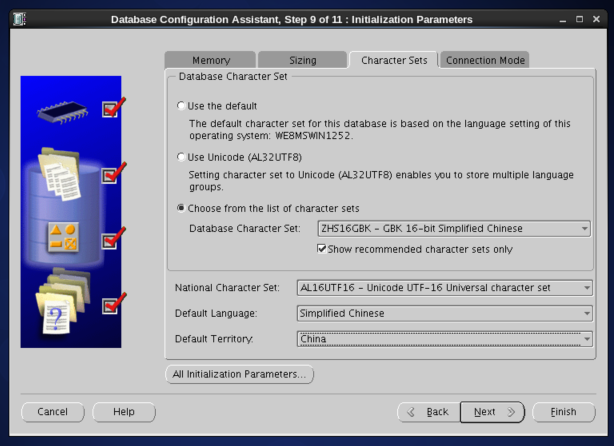 Database Configuration Assistant, Step 9 of 11 : Initialization Parameters
Memory
Sizing
Character Sets
Connection Mode
Database Character Set
Use the default
The default character set for this database is based on the language setting of this
operating system: WE8MSWIN1252.
Use Unicode (AL32UTF8)
Setting character set to Unicode (AL32UTF8) enables you to store multiple language
groups.
Choose from the list of character sets
Database Character Set: ZHS16GBK - GBK 16-bit Simplified Chinese
Show recommended character sets only
National Character Set: AL16UTF16 - Unicode UTF-16 Universal character set
Default Language: Simplified Chinese
Default Territory: China
All Initialization Parameters...
Cancel
Help
Back
Next
Finish